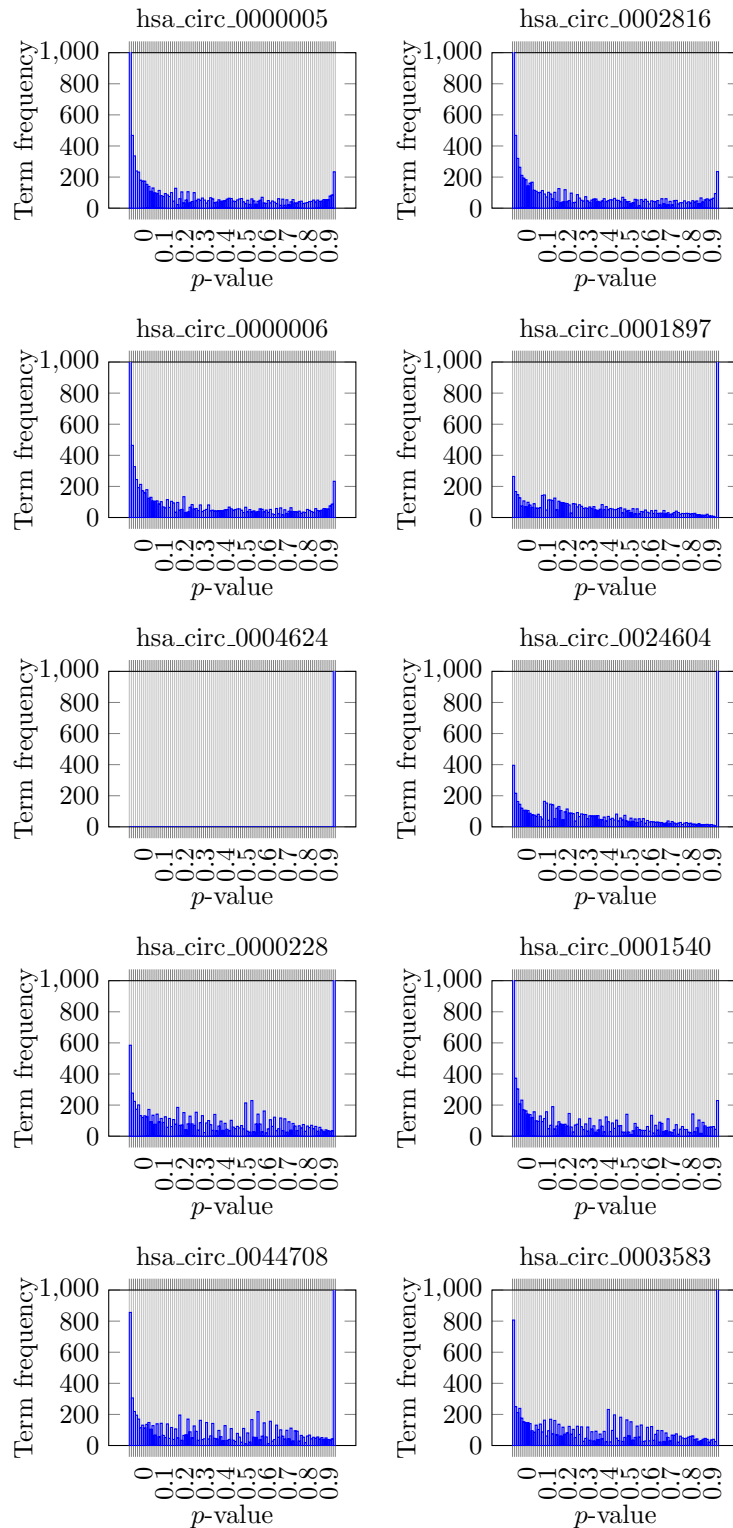 hsa_circ_0000005
1,000
800
600
400
200
0
Term frequency
0 0.1 0.2 0.3 0.4 0.5 0.6 0.7 0.8 0.9
p-value
hsa_circ_0002816
1,000
800
600
400
200
0
Term frequency
0 0.1 0.2 0.3 0.4 0.5 0.6 0.7 0.8 0.9
p-value
hsa_circ_0000006
1,000
800
600
400
200
0
Term frequency
0 0.1 0.2 0.3 0.4 0.5 0.6 0.7 0.8 0.9
p-value
hsa_circ_0001897
1,000
800
600
400
200
0
Term frequency
0 0.1 0.2 0.3 0.4 0.5 0.6 0.7 0.8 0.9
p-value
hsa_circ_0004624
1,000
800
600
400
200
0
Term frequency
0 0.1 0.2 0.3 0.4 0.5 0.6 0.7 0.8 0.9
p-value
hsa_circ_0024604
1,000
800
600
400
200
0
Term frequency
0 0.1 0.2 0.3 0.4 0.5 0.6 0.7 0.8 0.9
p-value
hsa_circ_0000228
1,000
800
600
400
200
0
Term frequency
0 0.1 0.2 0.3 0.4 0.5 0.6 0.7 0.8 0.9
p-value
hsa_circ_0001540
1,000
800
600
400
200
0
Term frequency
0 0.1 0.2 0.3 0.4 0.5 0.6 0.7 0.8 0.9
p-value
hsa_circ_0044708
1,000
800
600
400
200
0
Term frequency
0 0.1 0.2 0.3 0.4 0.5 0.6 0.7 0.8 0.9
p-value
hsa_circ_0003583
1,000
800
600
400
200
0
Term frequency
0 0.1 0.2 0.3 0.4 0.5 0.6 0.7 0.8 0.9
p-value